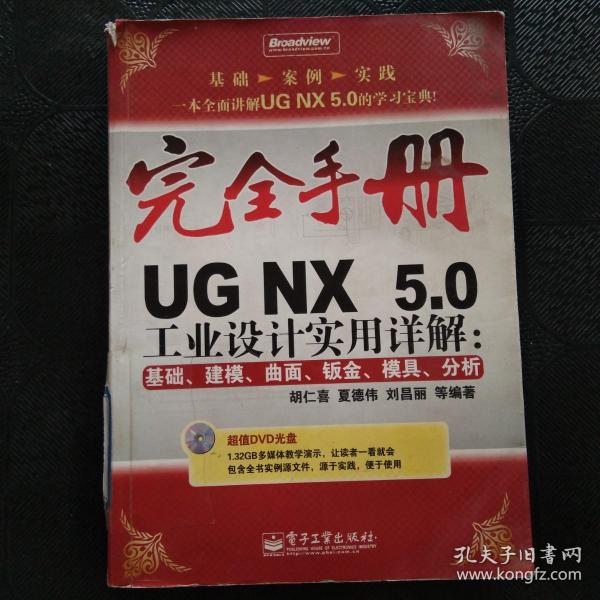 Broadview®
www.broadview.com.cn
基础 案例 实践
一本全面讲解UG NX 5.0的学习宝典!
完全手册
UG NX 5.0
工业设计实用详解:
基础、建模、曲面、钣金、模具、分析
胡仁喜 夏德伟 刘昌丽 等编著
超值DVD光盘
1.32GB多媒体教学演示，让读者一看就会
包含全书实例源文件，源于实践，便于使用
電子工業出版社·
PUBLISHING HOUSE OF ELECTRONICS INDUSTRY
http://www.phei.com.cn
孔夫子旧书网
www.kongfz.com